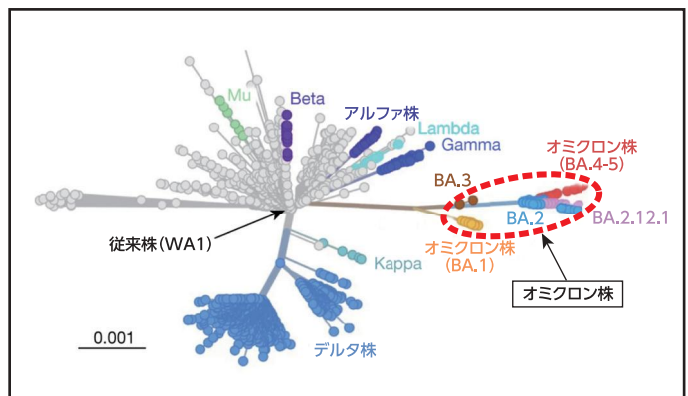 Mu
Beta
アルファ株
Lambda
Gamma
オミクロン株
(BA.4-5)
BA.3
BA.2
BA.2.12.1
従来株(WA1)
オミクロン株
(BA.1)
Kappa
オミクロン株
0.001
デルタ株